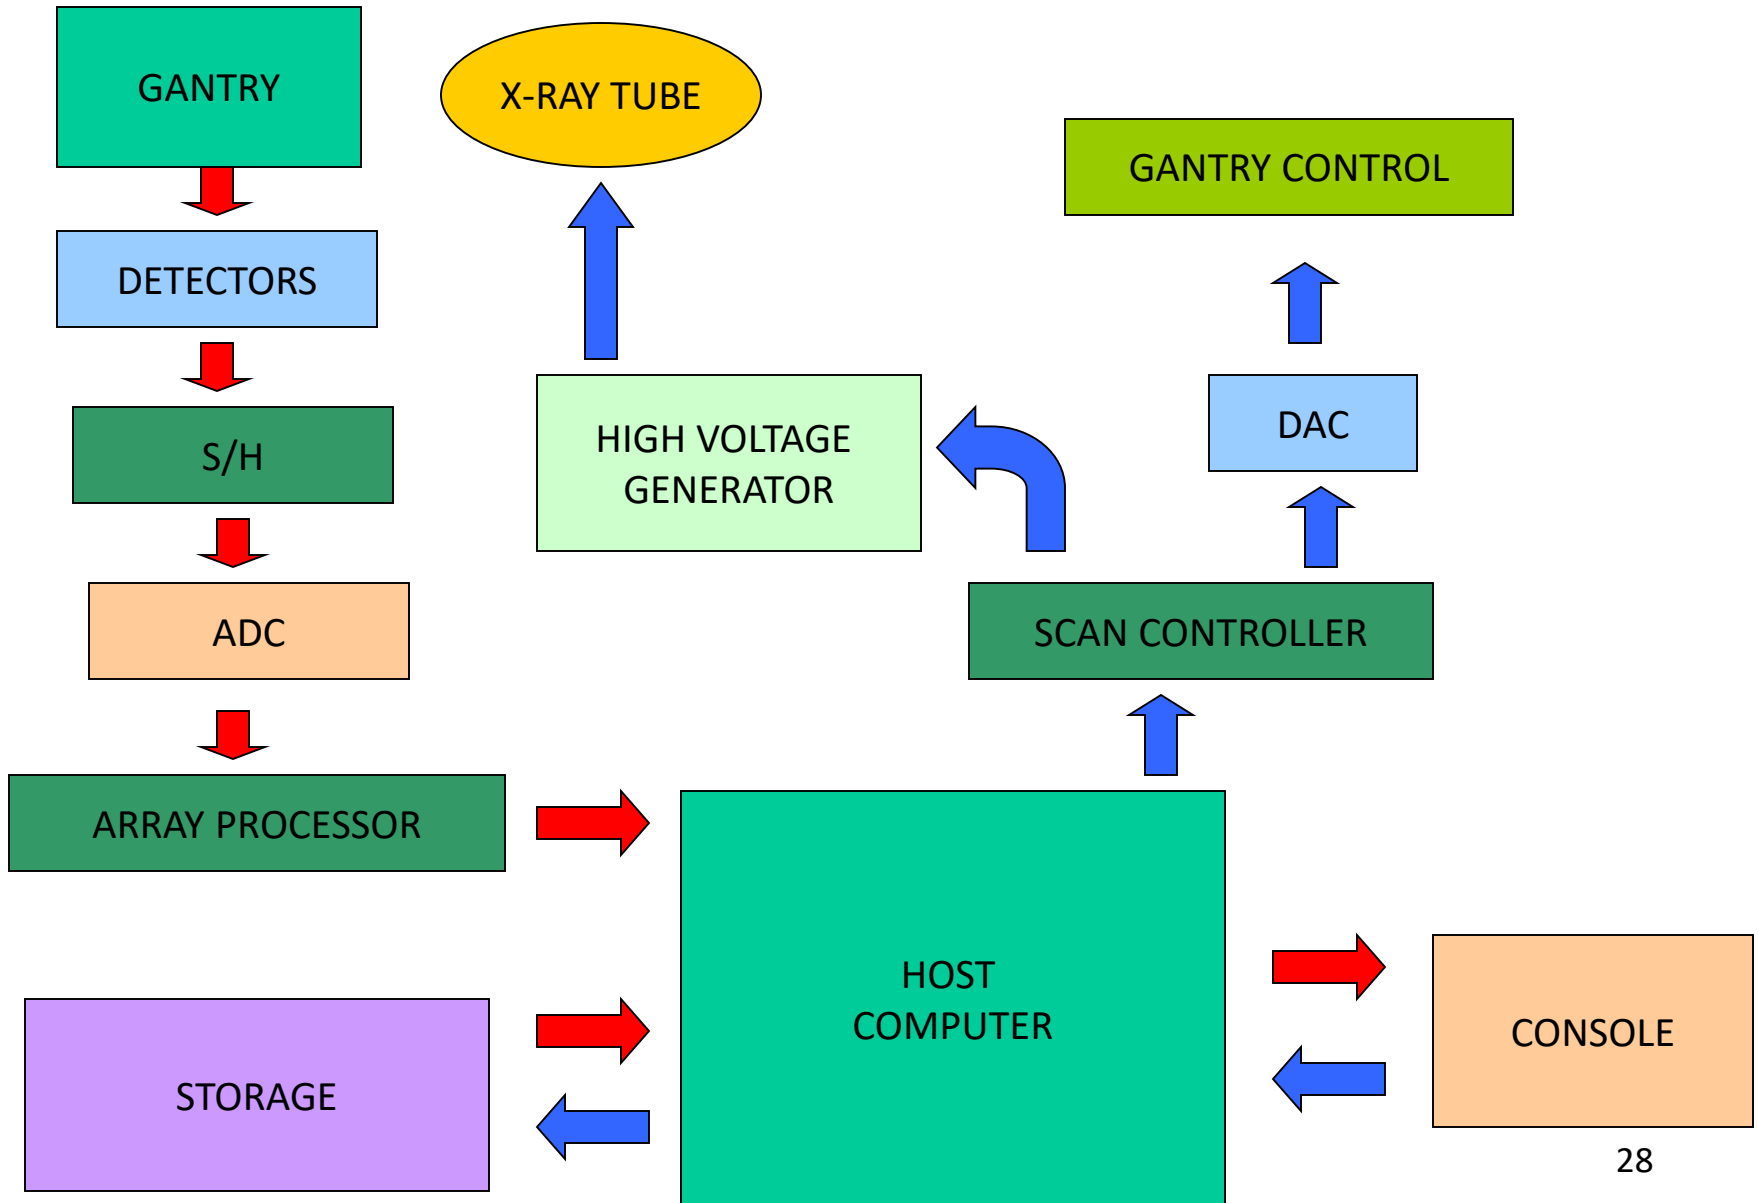 GANTRY
X-RAY TUBE
GANTRY CONTROL
DETECTORS
S/H
HIGH VOLTAGE
GENERATOR
DAC
ADC
SCAN CONTROLLER
ARRAY PROCESSOR
HOST
COMPUTER
CONSOLE
STORAGE
28